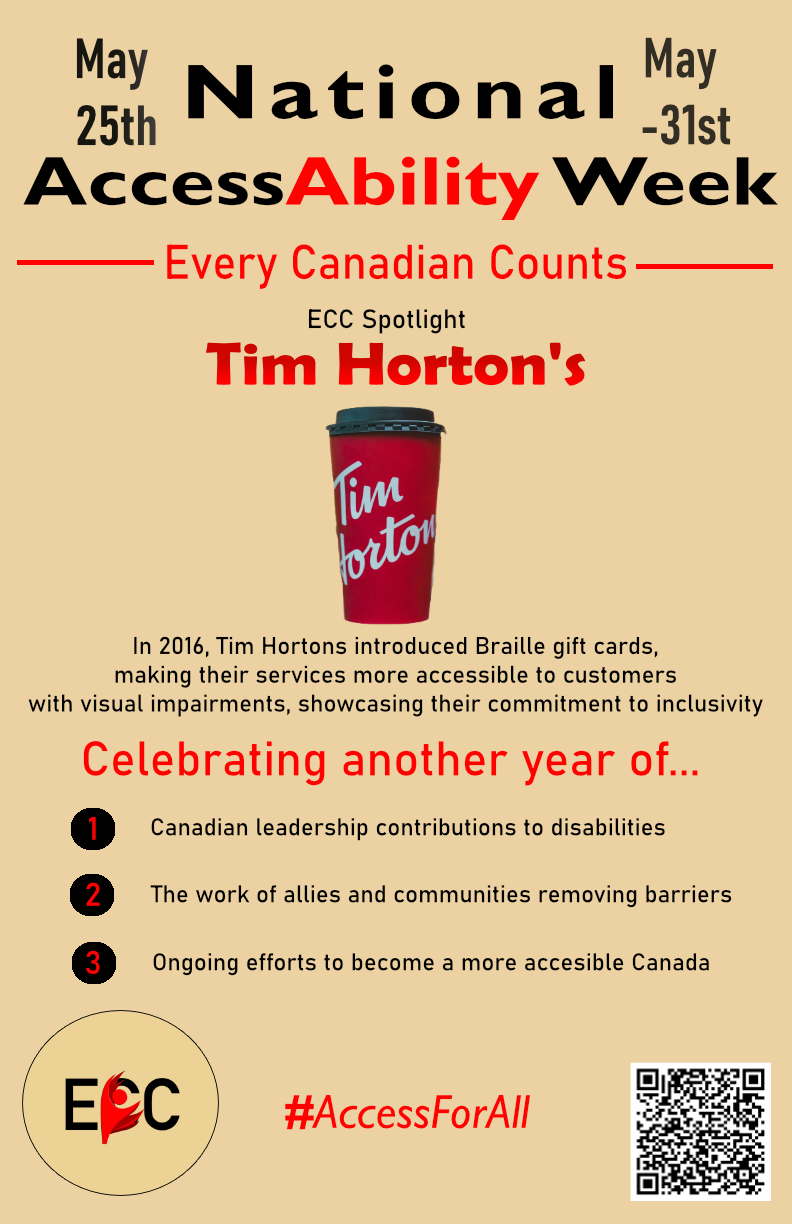 May
25th
National
May
-31st
AccessAbility Week
Every Canadian Counts
ECC Spotlight
Tim Horton's
Tim
Horton
In 2016, Tim Hortons introduced Braille gift cards,
making their services more accessible to customers
with visual impairments, showcasing their commitment to inclusivity
Celebrating another year of...
1 Canadian leadership contributions to disabilities
2 The work of allies and communities removing barriers
3 Ongoing efforts to become a more accesible Canada
ECC
#AccessForAll